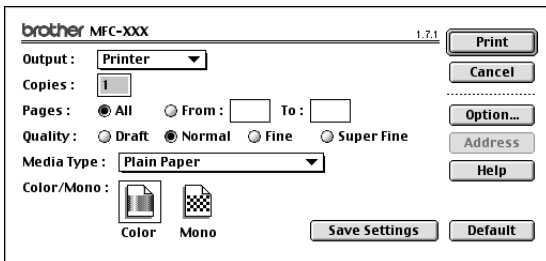 brother MFC-XXX 1.7.1
Print
Output : Printer
Cancel
Copies : 1
Pages : All From : To :
Option...
Quality : Draft Normal Fine Super Fine
Address
Media Type : Plain Paper
Help
Color/Mono :
Color Mono
Save Settings Default